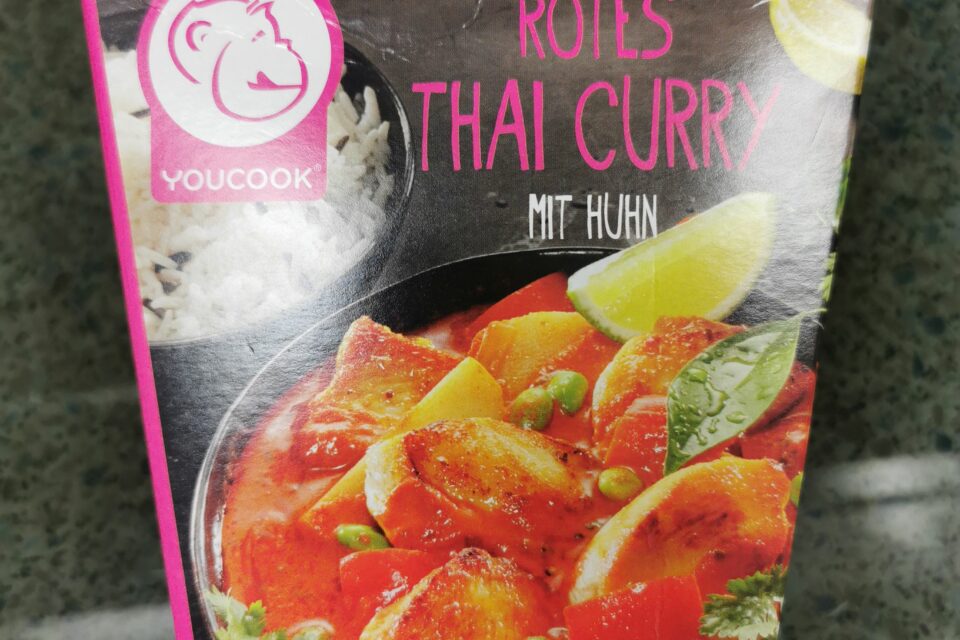 YOUCOOK®
ROTES
THAI CURRY
MIT HUHN